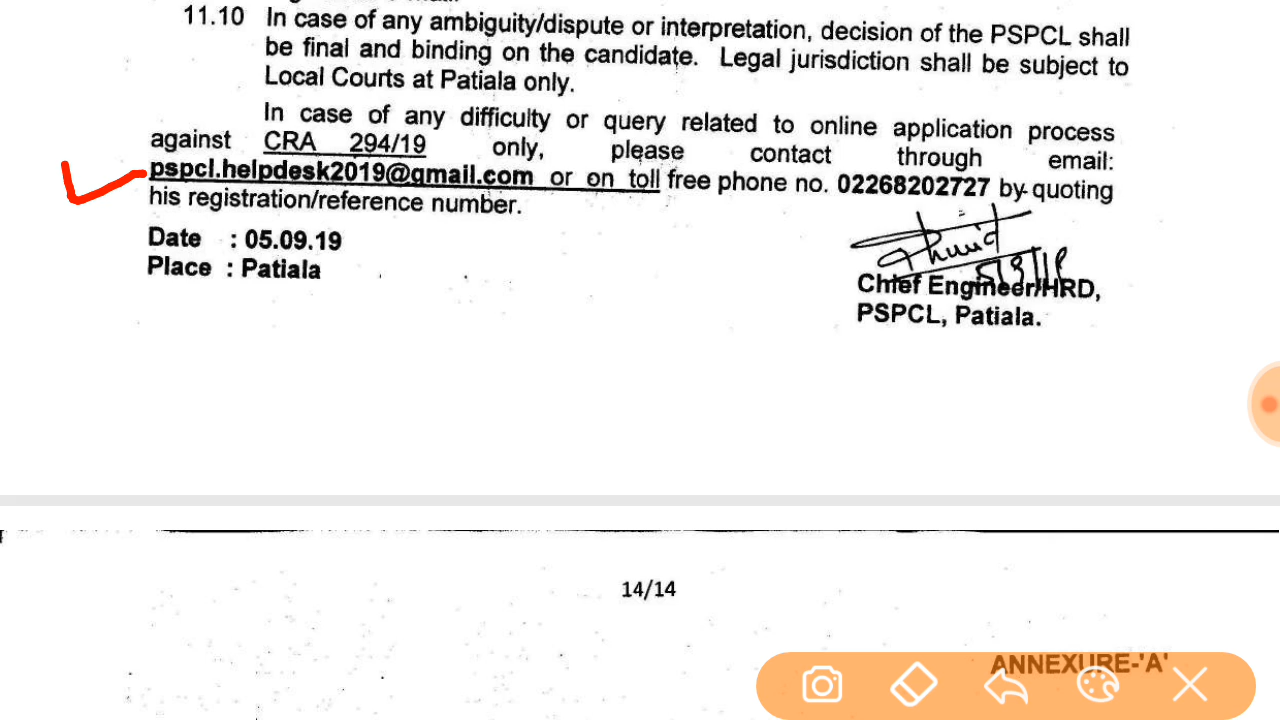 11.10 In case of any ambiguity/dispute or interpretation, decision of the PSPCL shall
be final and binding on the candidate. Legal jurisdiction shall be subject to
Local Courts at Patiala only.
In case of any difficulty or query related to online application process
against CRA 294/19 only, please contact through email:
pspcl.helpdesk2019@gmail.com or on toll free phone no. 02268202727 by quoting
his registration/reference number.
Date : 05.09.19
Place : Patiala
Chief Engineer/HRD,
PSPCL, Patiala.
14/14
ANNEXURE-'A'